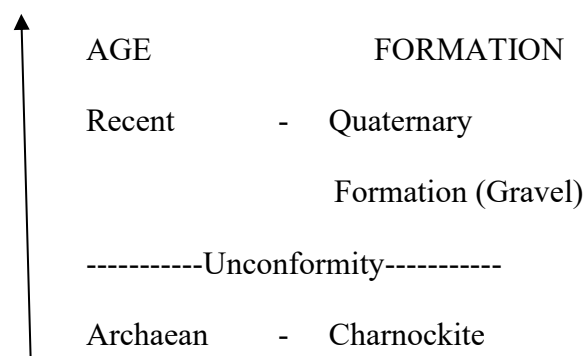 AGE FORMATION
Recent - Quaternary
Formation (Gravel)
-----------Unconformity-----------
Archaean - Charnockite